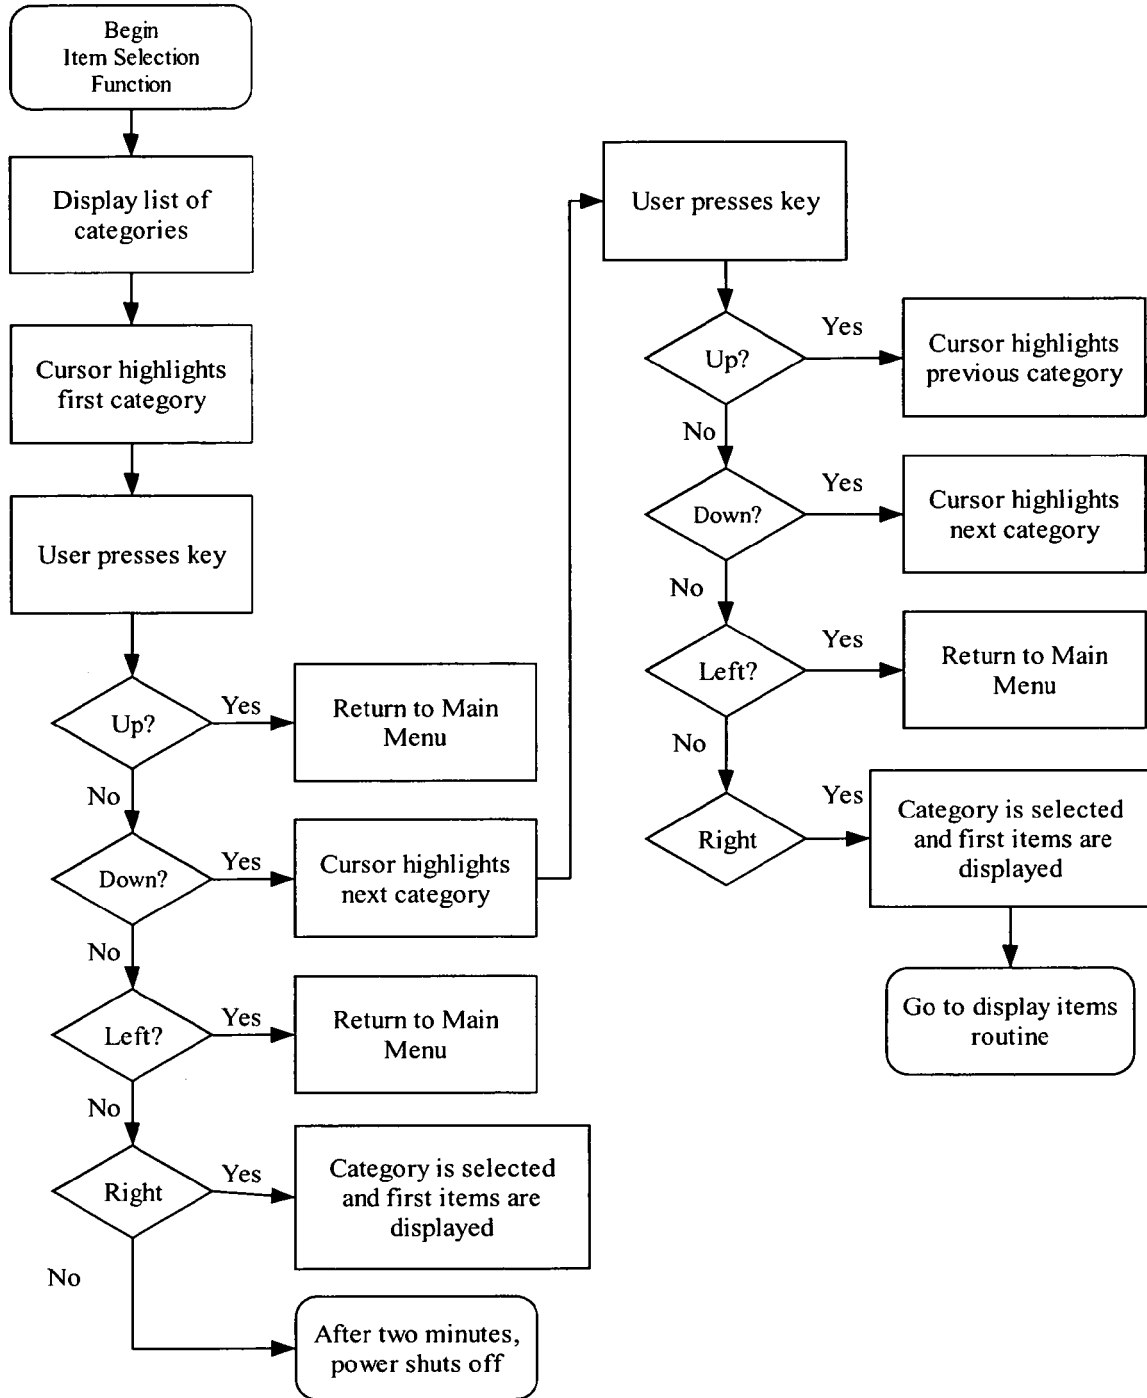 Begin
Item Selection
Function
Display list of
categories
Cursor highlights
first category
User presses key
Up?
Yes
Return to Main
Menu
No
Down?
Yes
Cursor highlights
next category
No
Left?
Yes
Return to Main
Menu
No
Right
Yes
Category is selected
and first items are
displayed
No
After two minutes,
power shuts off
User presses key
Up?
Yes
Cursor highlights
previous category
No
Down?
Yes
Cursor highlights
next category
No
Left?
Yes
Return to Main
Menu
No
Right
Yes
Category is selected
and first items are
displayed
Go to display items
routine